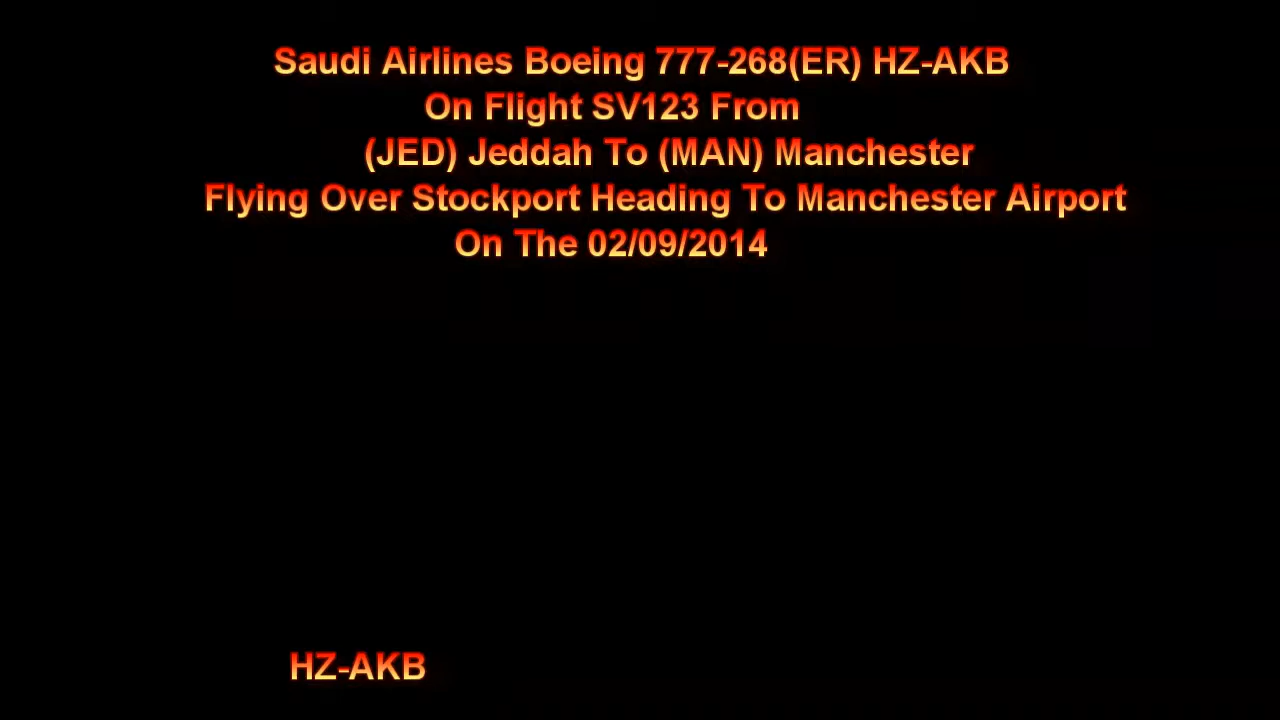 Saudi Airlines Boeing 777-268(ER) HZ-AKB
On Flight SV123 From
(JED) Jeddah To (MAN) Manchester
Flying Over Stockport Heading To Manchester Airport
On The 02/09/2014
HZ-AKB